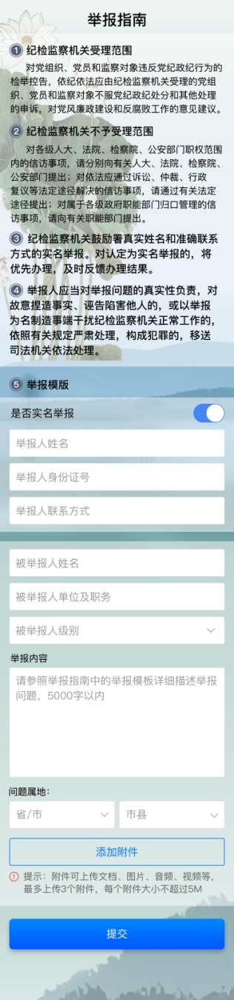 举报指南
1 纪检监察机关受理范围
对党组织、党员和监察对象违反党纪政纪行为的
检举控告，依纪依法应由纪检监察机关受理的党组
织、党员和监察对象不服党纪政纪处分和其他处理
的申诉，对党风廉政建设和反腐败工作的意见建议。
2 纪检监察机关不予受理范围
对各级人大、法院、检察院、公安部门职权范围
内的信访事项，请分别向有关人大、法院、检察院、
公安部门提出；对依法应通过诉讼、仲裁、行政
复议等法定途径解决的信访事项，请通过有关法定
途径提出；对属于各级政府职能部门归口管理的信
访事项，请向有关职能部门提出。
3 纪检监察机关鼓励署真实姓名和准确联系
方式的实名举报。对认定为实名举报的，将
优先办理，及时反馈办理结果。
4 举报人应当对举报问题的真实性负责，对
故意捏造事实、诬告陷害他人的，或以举报
为名制造事端干扰纪检监察机关正常工作的，
依照有关规定严肃处理，构成犯罪的，移送
司法机关依法处理。
5 举报模版
是否实名举报
举报人姓名
举报人身份证号
举报人联系方式
被举报人姓名
被举报人单位及职务
被举报人级别
举报内容
请参照举报指南中的举报模板详细描述举报
问题，5000字以内
问题属地：
省/市 市县
添加附件
提示：附件可上传文档、图片、音频、视频等，
最多上传3个附件，每个附件大小不超过5M
提交